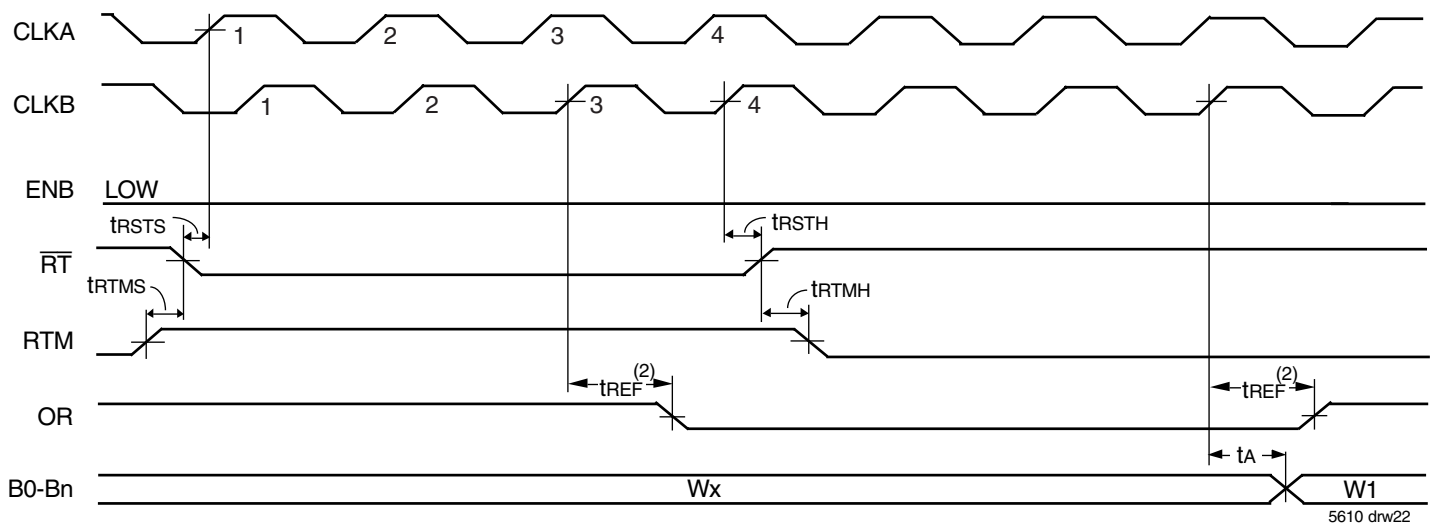 CLKA 1 2 3 4
CLKB 1 2 3 4
ENB LOW
tRSTS tRSTH
RT
tRTMS tRTMH
RTM
tREF(2) tREF(2)
OR
tA
B0-Bn Wx W1
5610 drw22